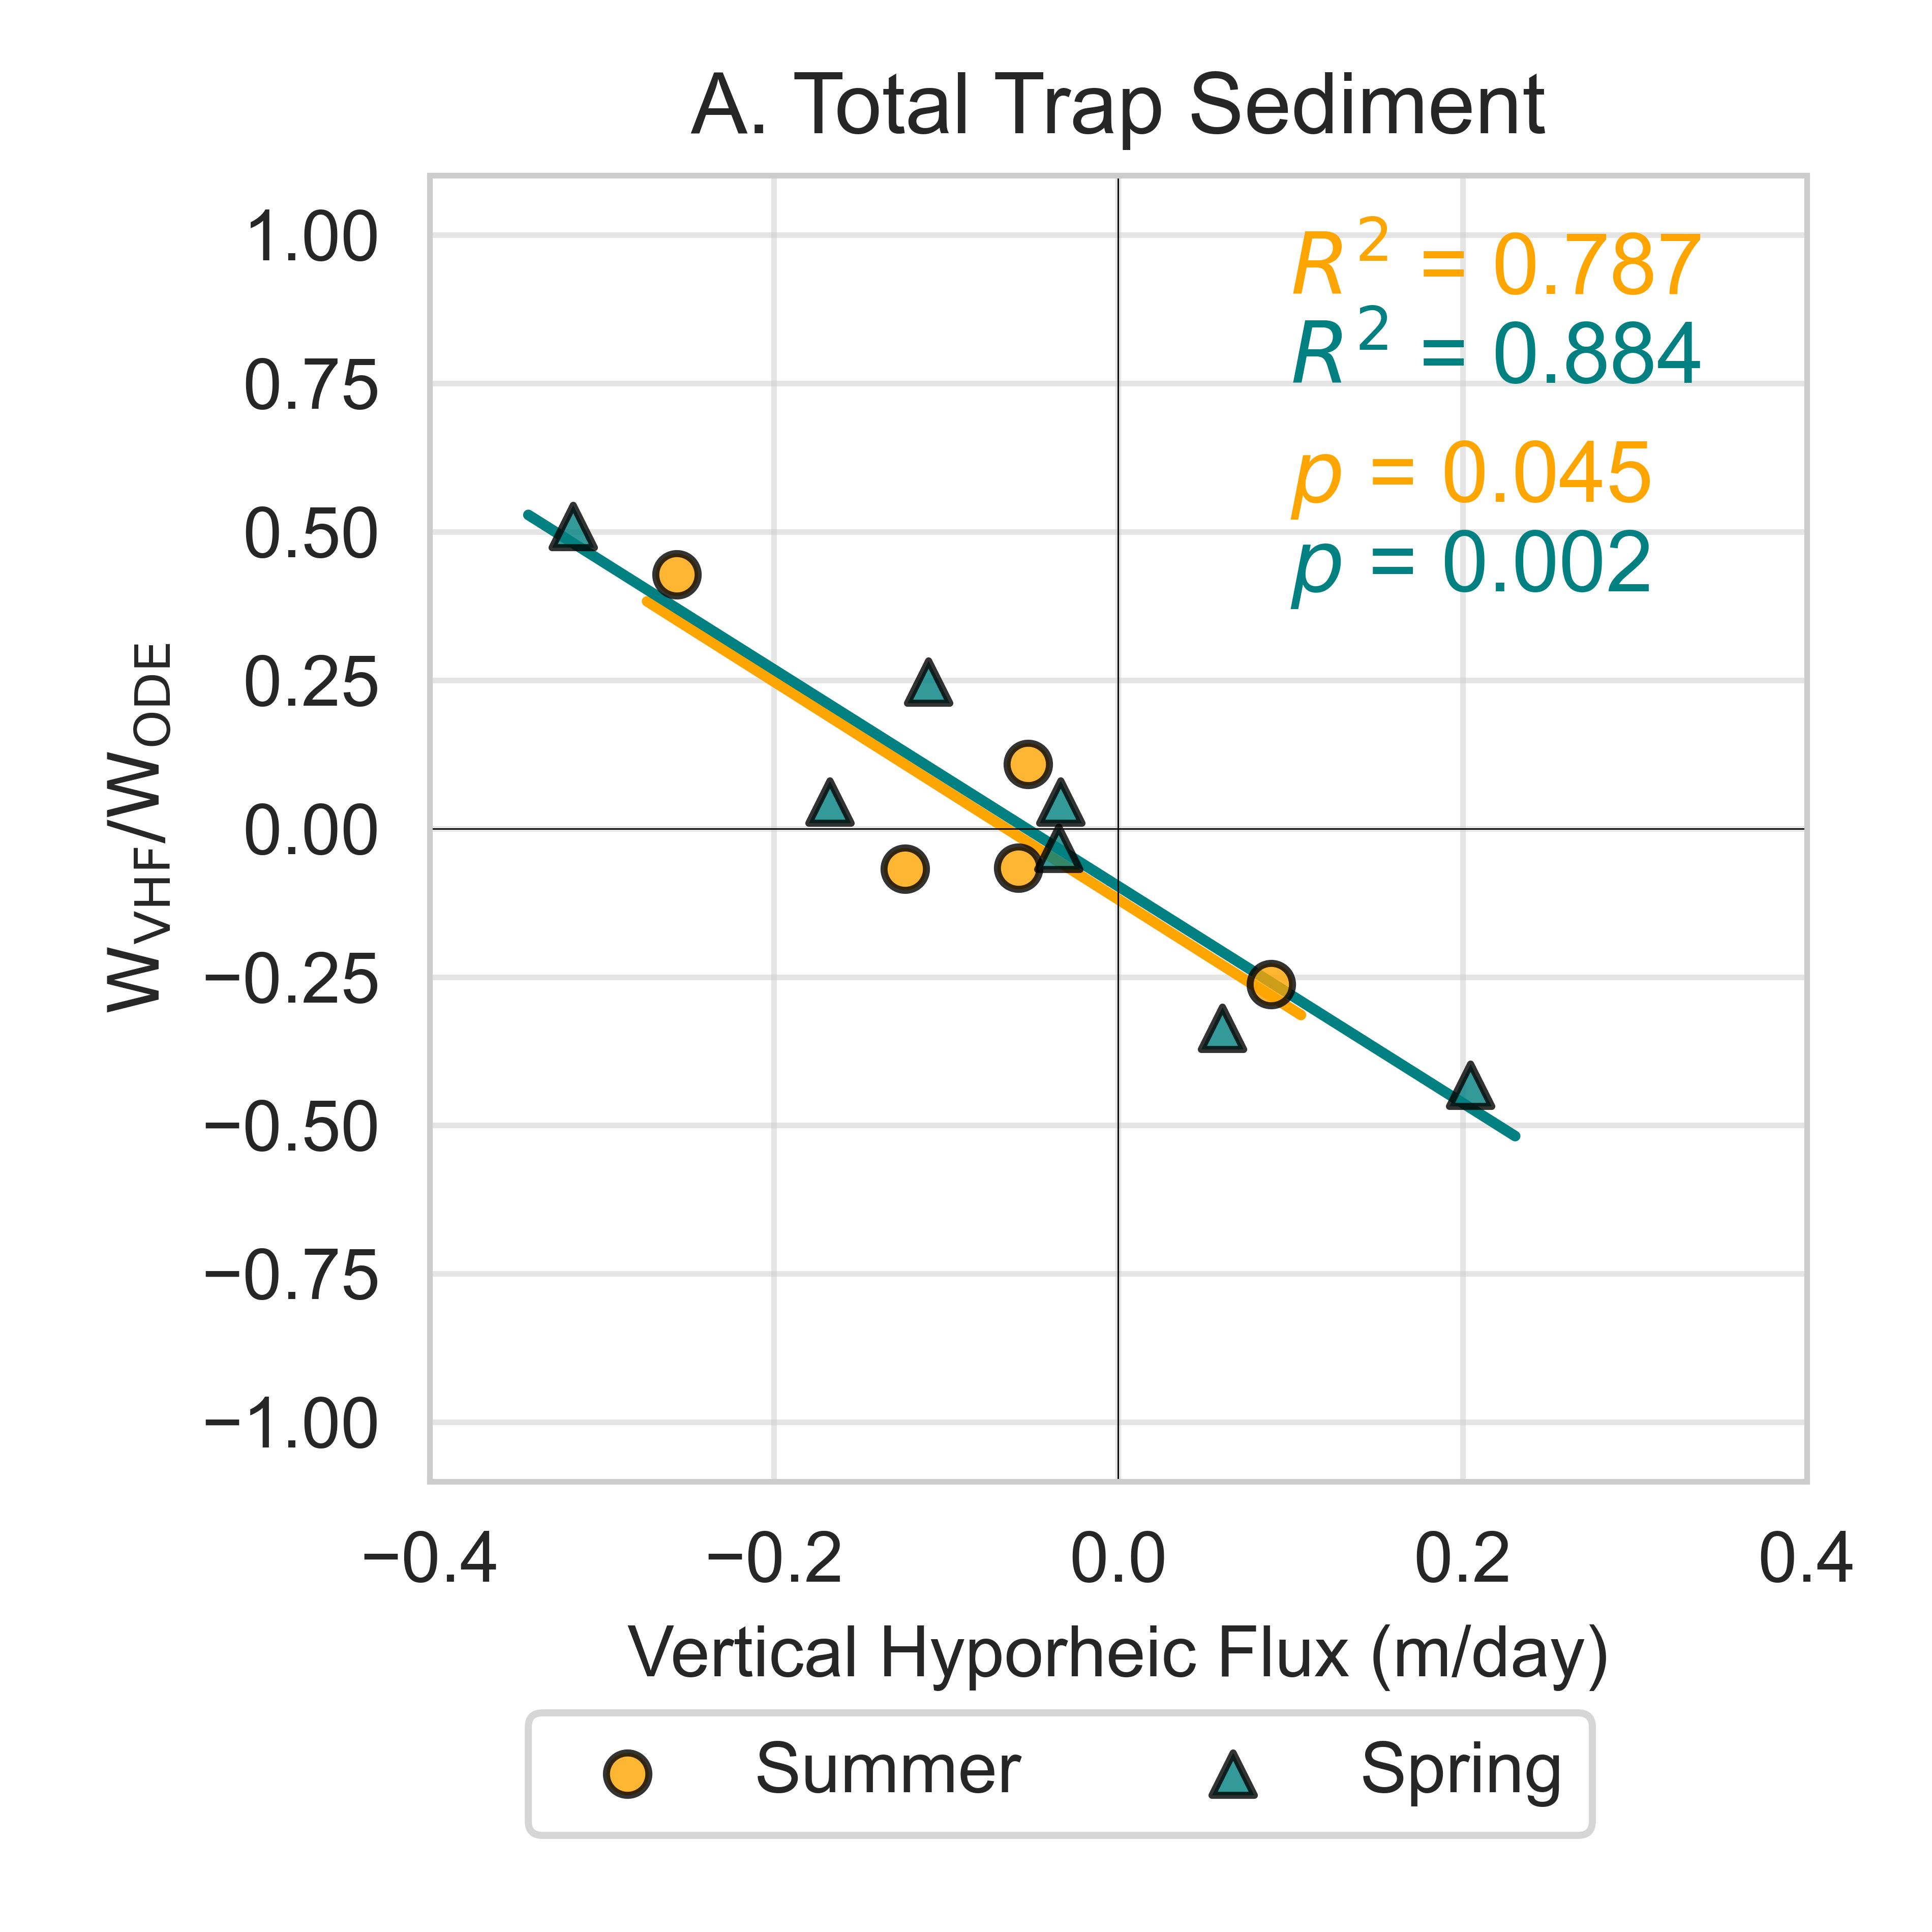 A. Total Trap Sediment
R² = 0.787
R² = 0.884
p = 0.045
p = 0.002
1.00
0.75
0.50
0.25
0.00
−0.25
−0.50
−0.75
−1.00
WVHF/WODE
−0.4 −0.2 0.0 0.2 0.4
Vertical Hyporheic Flux (m/day)
Summer Spring